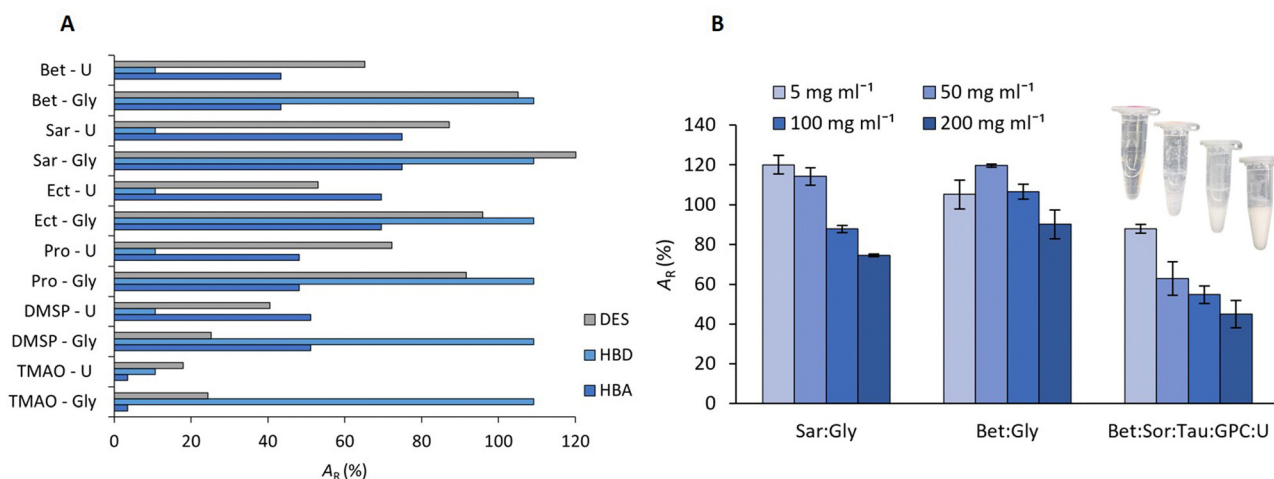 A
Bet - U
Bet - Gly
Sar - U
Sar - Gly
Ect - U
Ect - Gly
Pro - U
Pro - Gly
DMSP - U
DMSP - Gly
TMAO - U
TMAO - Gly
DES
HBD
HBA
0 20 40 60 80 100 120
A_R (%)
B
5 mg ml⁻¹ 50 mg ml⁻¹
100 mg ml⁻¹ 200 mg ml⁻¹
140
120
100
80
60
40
20
0
A_R (%)
Sar:Gly Bet:Gly Bet:Sor:Tau:GPC:U